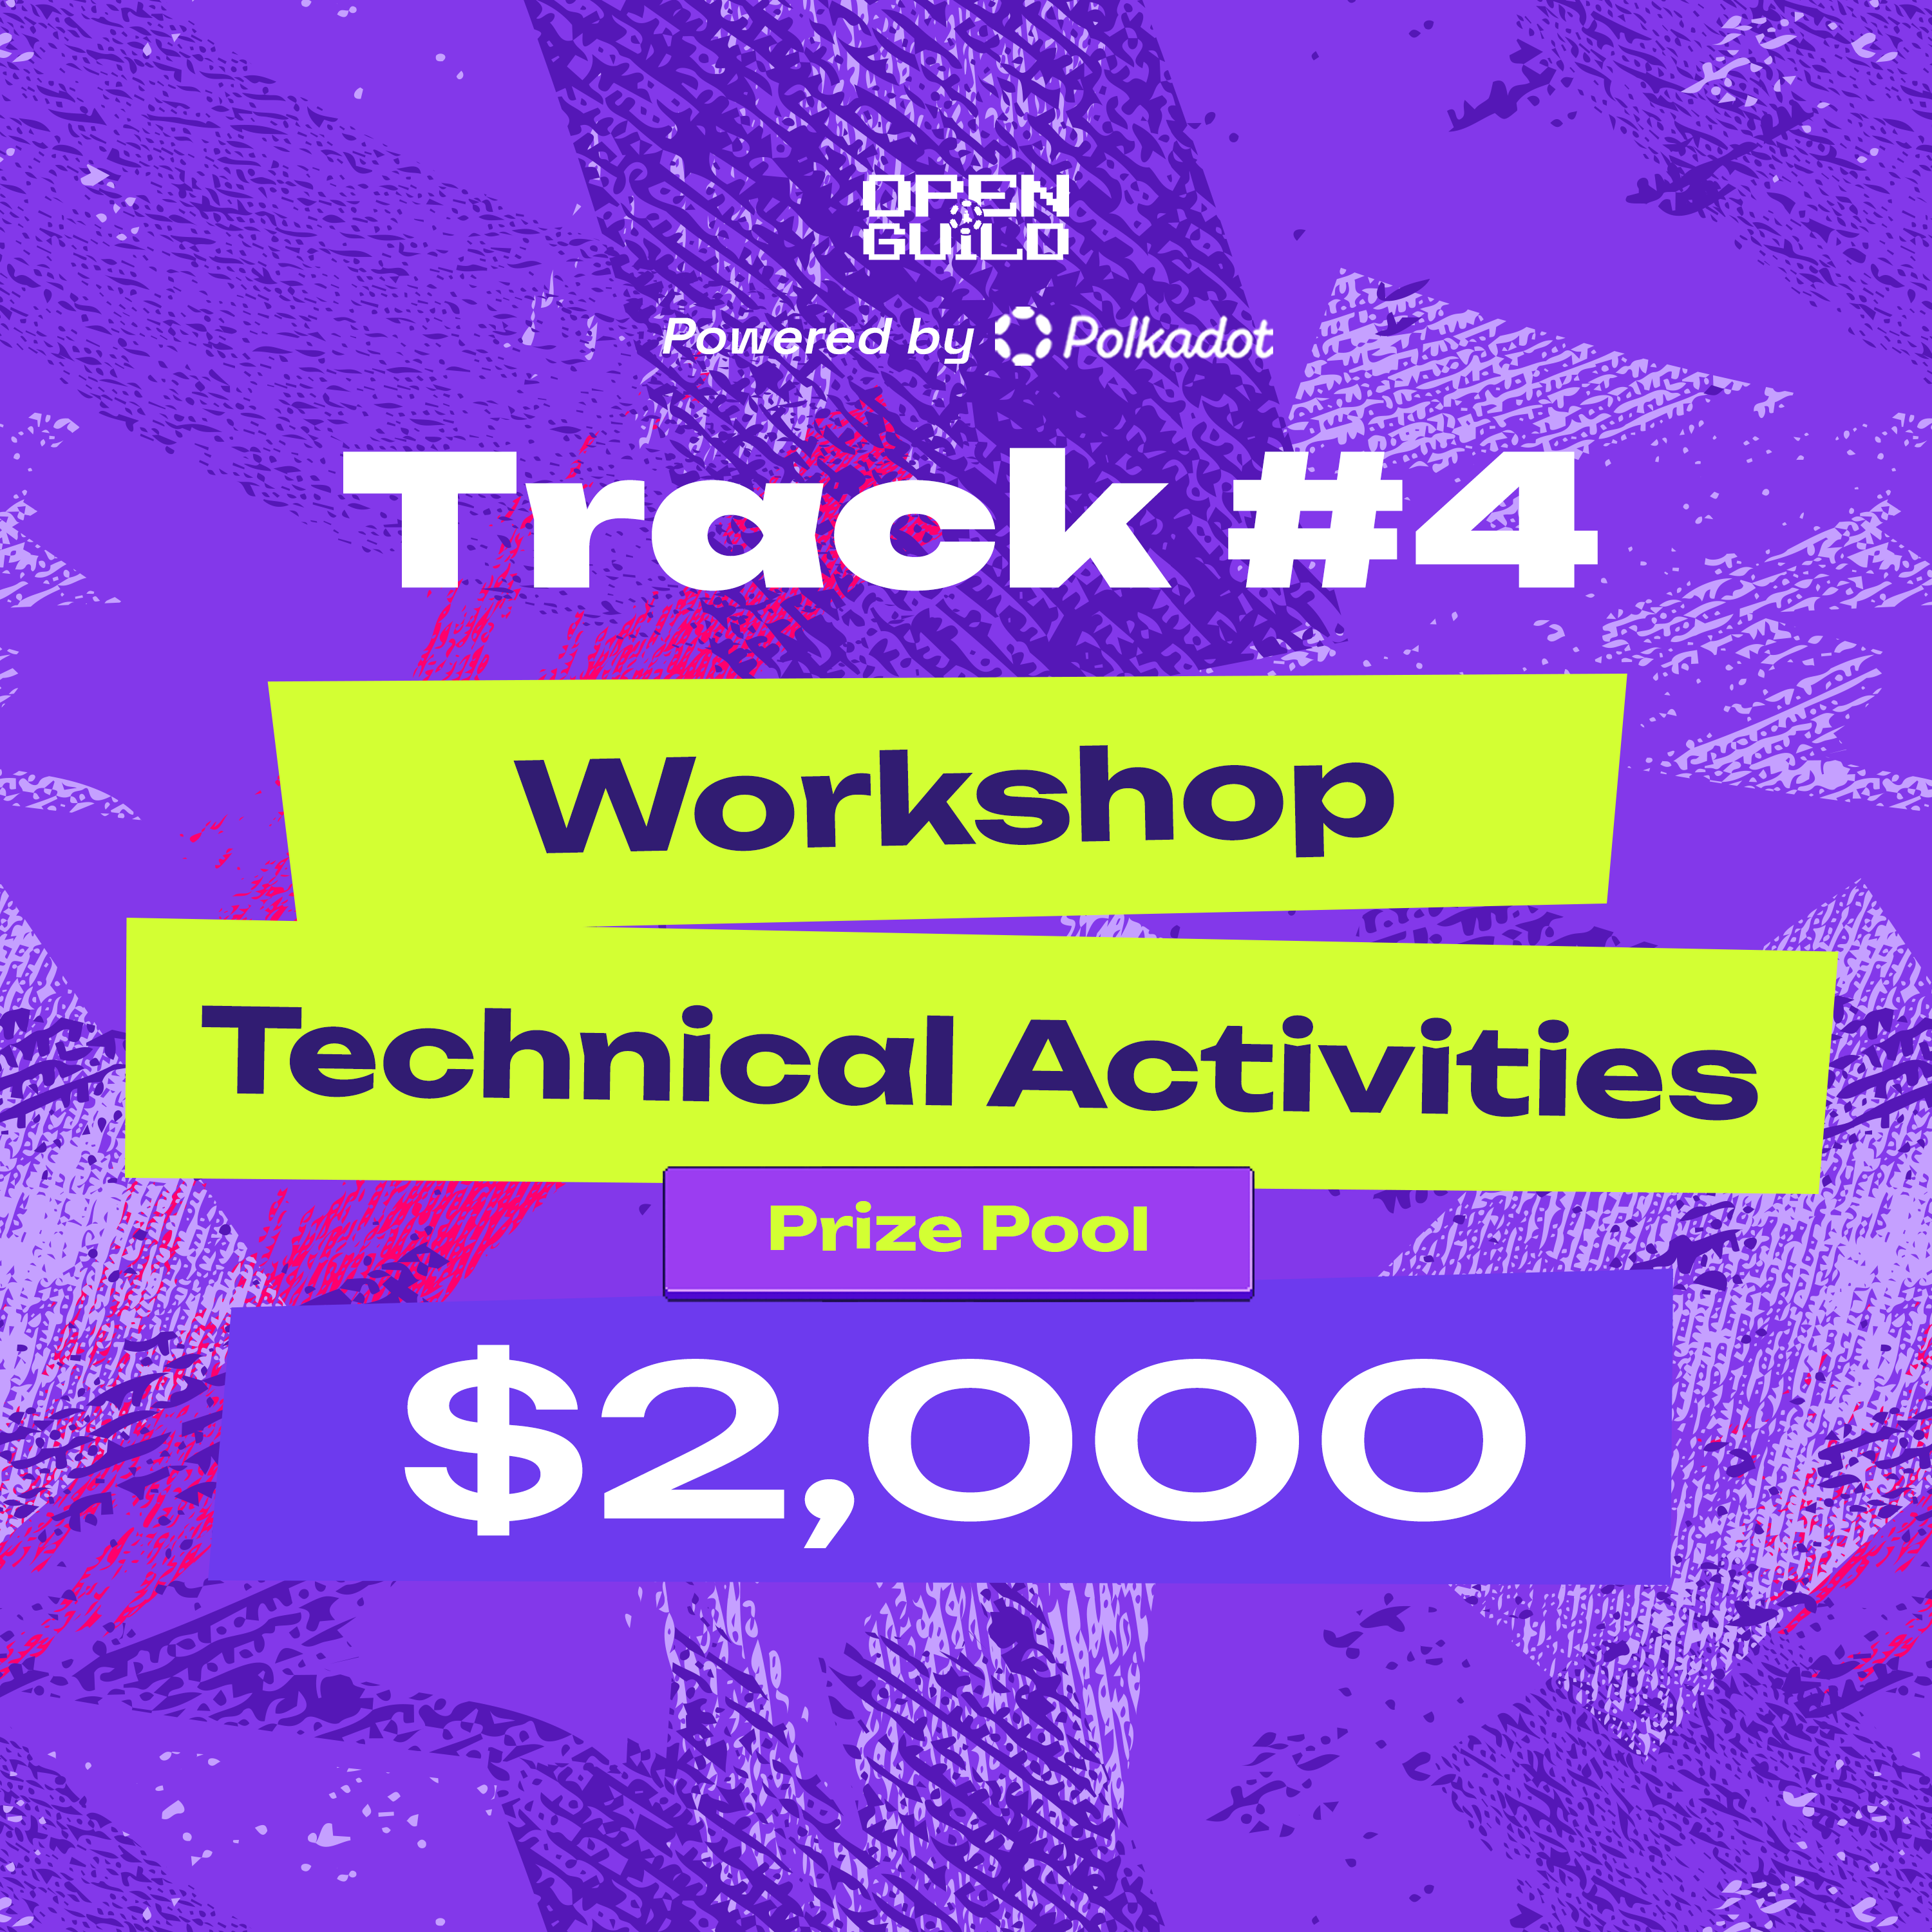 OPEN
GUiLD
Powered by Polkadot
Track #4
Workshop
Technical Activities
Prize Pool
$2,000